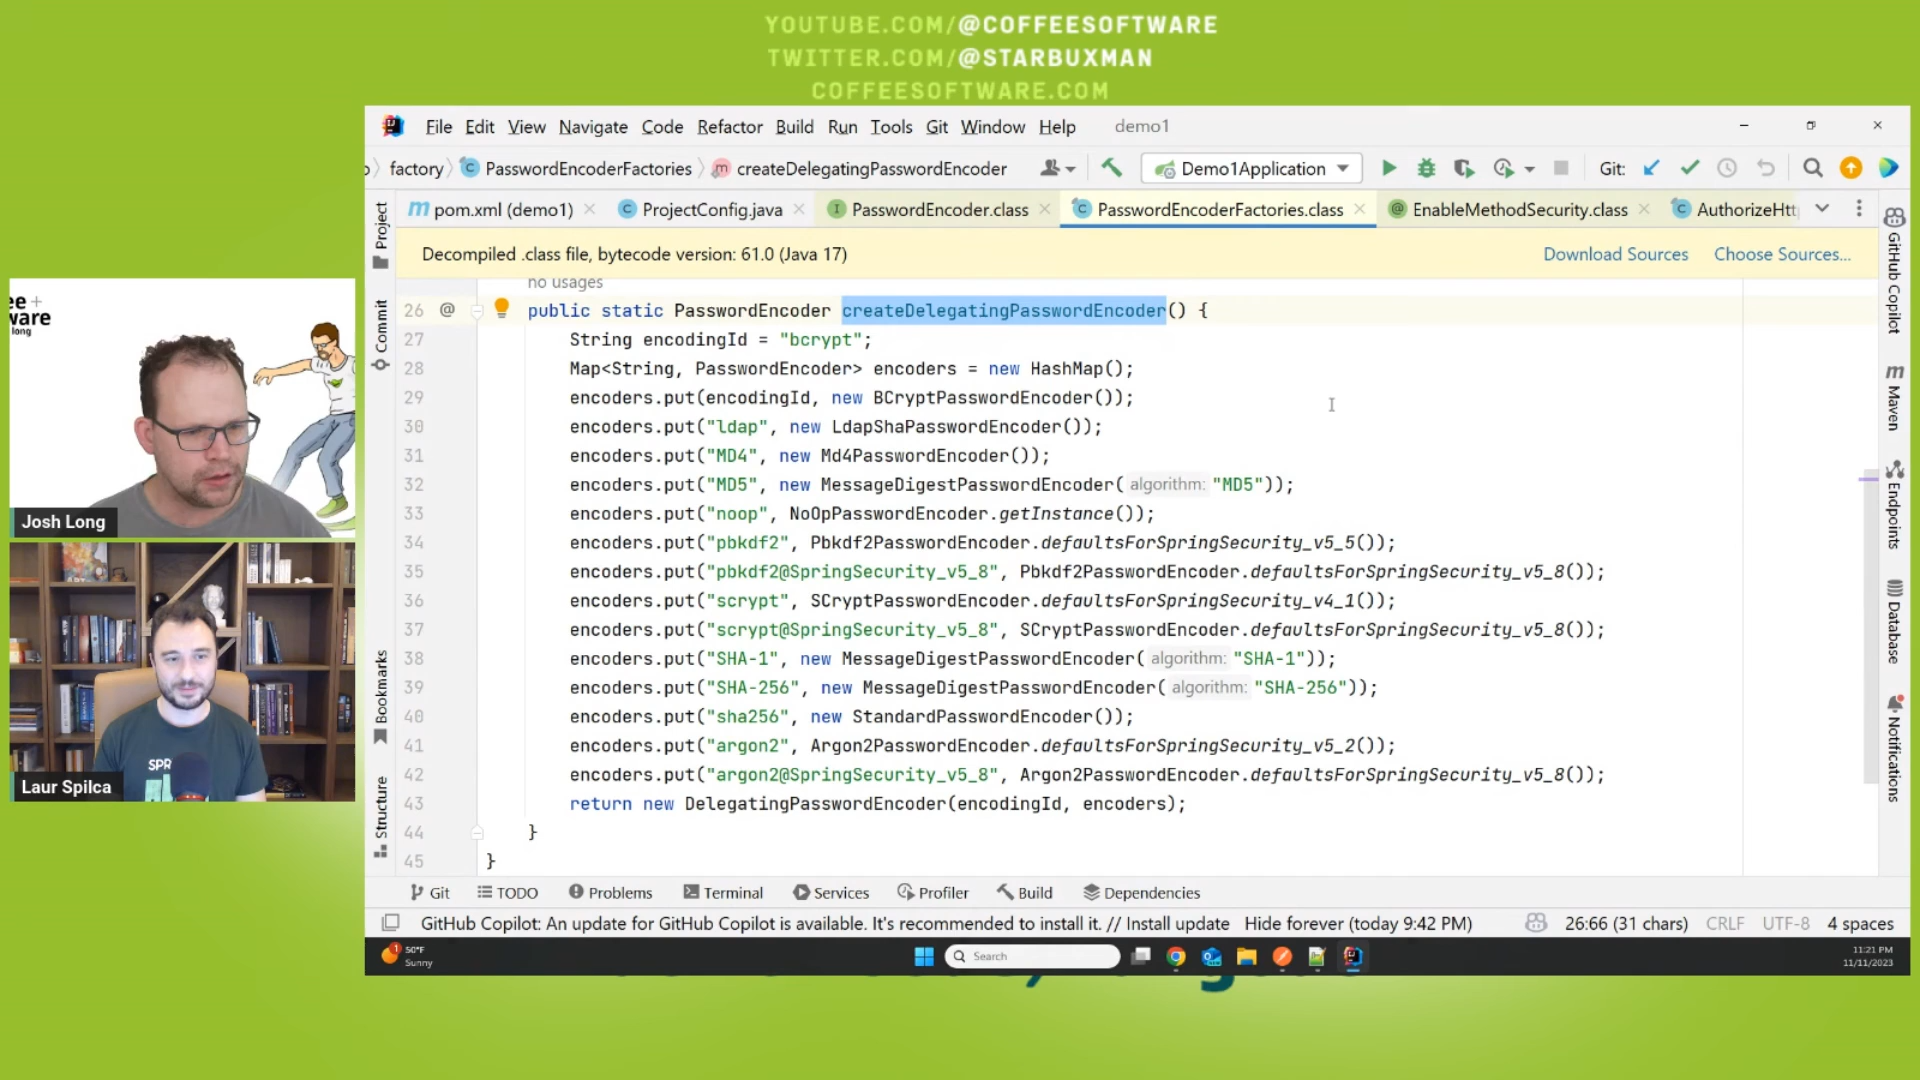 YOUTUBE.COM/@COFFEESOFTWARE
TWITTER.COM/@STARBUXMAN
COFFEESOFTWARE.COM
File Edit View Navigate Code Refactor Build Run Tools Git Window Help demo1
factory PasswordEncoderFactories createDelegatingPasswordEncoder Demo1Application Git:
pom.xml (demo1) ProjectConfig.java PasswordEncoder.class PasswordEncoderFactories.class EnableMethodSecurity.class AuthorizeHtt
Decompiled .class file, bytecode version: 61.0 (Java 17) Download Sources Choose Sources...
no usages
26 @ public static PasswordEncoder createDelegatingPasswordEncoder() {
27 String encodingId = "bcrypt";
28 Map<String, PasswordEncoder> encoders = new HashMap();
29 encoders.put(encodingId, new BCryptPasswordEncoder());
30 encoders.put("ldap", new LdapShaPasswordEncoder());
31 encoders.put("MD4", new Md4PasswordEncoder());
32 encoders.put("MD5", new MessageDigestPasswordEncoder( algorithm: "MD5"));
33 encoders.put("noop", NoOpPasswordEncoder.getInstance());
34 encoders.put("pbkdf2", Pbkdf2PasswordEncoder.defaultsForSpringSecurity_v5_5());
35 encoders.put("pbkdf2@SpringSecurity_v5_8", Pbkdf2PasswordEncoder.defaultsForSpringSecurity_v5_8());
36 encoders.put("scrypt", SCryptPasswordEncoder.defaultsForSpringSecurity_v4_1());
37 encoders.put("scrypt@SpringSecurity_v5_8", SCryptPasswordEncoder.defaultsForSpringSecurity_v5_8());
38 encoders.put("SHA-1", new MessageDigestPasswordEncoder( algorithm: "SHA-1"));
39 encoders.put("SHA-256", new MessageDigestPasswordEncoder( algorithm: "SHA-256"));
40 encoders.put("sha256", new StandardPasswordEncoder());
41 encoders.put("argon2", Argon2PasswordEncoder.defaultsForSpringSecurity_v5_2());
42 encoders.put("argon2@SpringSecurity_v5_8", Argon2PasswordEncoder.defaultsForSpringSecurity_v5_8());
43 return new DelegatingPasswordEncoder(encodingId, encoders);
44 }
45 }
Project
Commit
Bookmarks
Structure
GitHub Copilot
Maven
Endpoints
Database
Notifications
Git TODO Problems Terminal Services Profiler Build Dependencies
GitHub Copilot: An update for GitHub Copilot is available. It's recommended to install it. // Install update Hide forever (today 9:42 PM) 26:66 (31 chars) CRLF UTF-8 4 spaces
1
50°F
Sunny
Search
11:21 PM
11/11/2023
ee +
ware
long
Josh Long
SPR
Laur Spilca